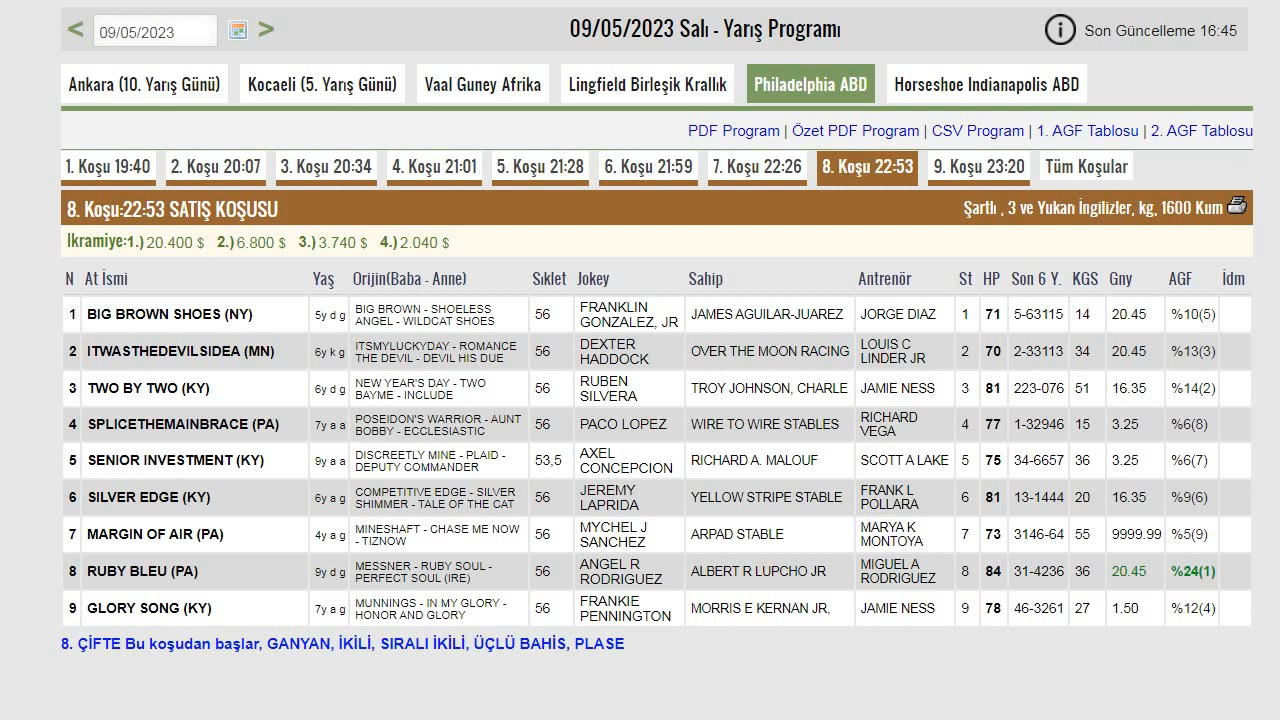 < 09/05/2023 >
09/05/2023 Salı - Yarış Programı
Son Güncelleme 16:45
Ankara (10. Yarış Günü) Kocaeli (5. Yarış Günü) Vaal Guney Afrika Lingfield Birleşik Krallık Philadelphia ABD Horseshoe Indianapolis ABD
PDF Program | Özet PDF Program | CSV Program | 1. AGF Tablosu | 2. AGF Tablosu
1. Koşu 19:40 2. Koşu 20:07 3. Koşu 20:34 4. Koşu 21:01 5. Koşu 21:28 6. Koşu 21:59 7. Koşu 22:26 8. Koşu 22:53 9. Koşu 23:20 Tüm Koşular
8. Koşu:22:53 SATIŞ KOŞUSU Şartlı , 3 ve Yukarı İngilizler, kg, 1600 Kum
İkramiye:1.) 20.400 $ 2.) 6.800 $ 3.) 3.740 $ 4.) 2.040 $
N At İsmi Yaş Orijin(Baba - Anne) Sıklet Jokey Sahip Antrenör St HP Son 6 Y. KGS Gny AGF İdm
1 BIG BROWN SHOES (NY) 5y d g BIG BROWN - SHOELESS ANGEL - WILDCAT SHOES 56 FRANKLIN GONZALEZ, JR JAMES AGUILAR-JUAREZ JORGE DIAZ 1 71 5-63115 14 20.45 %10(5)
2 ITWASTHEDEVILSIDEA (MN) 6y k g ITSMYLUCKYDAY - ROMANCE THE DEVIL - DEVIL HIS DUE 56 DEXTER HADDOCK OVER THE MOON RACING LOUIS C LINDER JR 2 70 2-33113 34 20.45 %13(3)
3 TWO BY TWO (KY) 6y d g NEW YEAR'S DAY - TWO BAYME - INCLUDE 56 RUBEN SILVERA TROY JOHNSON, CHARLE JAMIE NESS 3 81 223-076 51 16.35 %14(2)
4 SPLICETHEMAINBRACE (PA) 7y a a POSEIDON'S WARRIOR - AUNT BOBBY - ECCLESIASTIC 56 PACO LOPEZ WIRE TO WIRE STABLES RICHARD VEGA 4 77 1-32946 15 3.25 %6(8)
5 SENIOR INVESTMENT (KY) 9y a a DISCREETLY MINE - PLAID - DEPUTY COMMANDER 53,5 AXEL CONCEPCION RICHARD A. MALOUF SCOTT A LAKE 5 75 34-6657 36 3.25 %6(7)
6 SILVER EDGE (KY) 6y a g COMPETITIVE EDGE - SILVER SHIMMER - TALE OF THE CAT 56 JEREMY LAPRIDA YELLOW STRIPE STABLE FRANK L POLLARA 6 81 13-1444 20 16.35 %9(6)
7 MARGIN OF AIR (PA) 4y a g MINESHAFT - CHASE ME NOW - TIZNOW 56 MYCHEL J SANCHEZ ARPAD STABLE MARYA K MONTOYA 7 73 3146-64 55 9999.99 %5(9)
8 RUBY BLEU (PA) 9y d g MESSNER - RUBY SOUL - PERFECT SOUL (IRE) 56 ANGEL R RODRIGUEZ ALBERT R LUPCHO JR MIGUEL A RODRIGUEZ 8 84 31-4236 36 20.45 %24(1)
9 GLORY SONG (KY) 7y a g MUNNINGS - IN MY GLORY - HONOR AND GLORY 56 FRANKIE PENNINGTON MORRIS E KERNAN JR, JAMIE NESS 9 78 46-3261 27 1.50 %12(4)
8. ÇİFTE Bu koşudan başlar, GANYAN, İKİLİ, SIRALI İKİLİ, ÜÇLÜ BAHİS, PLASE